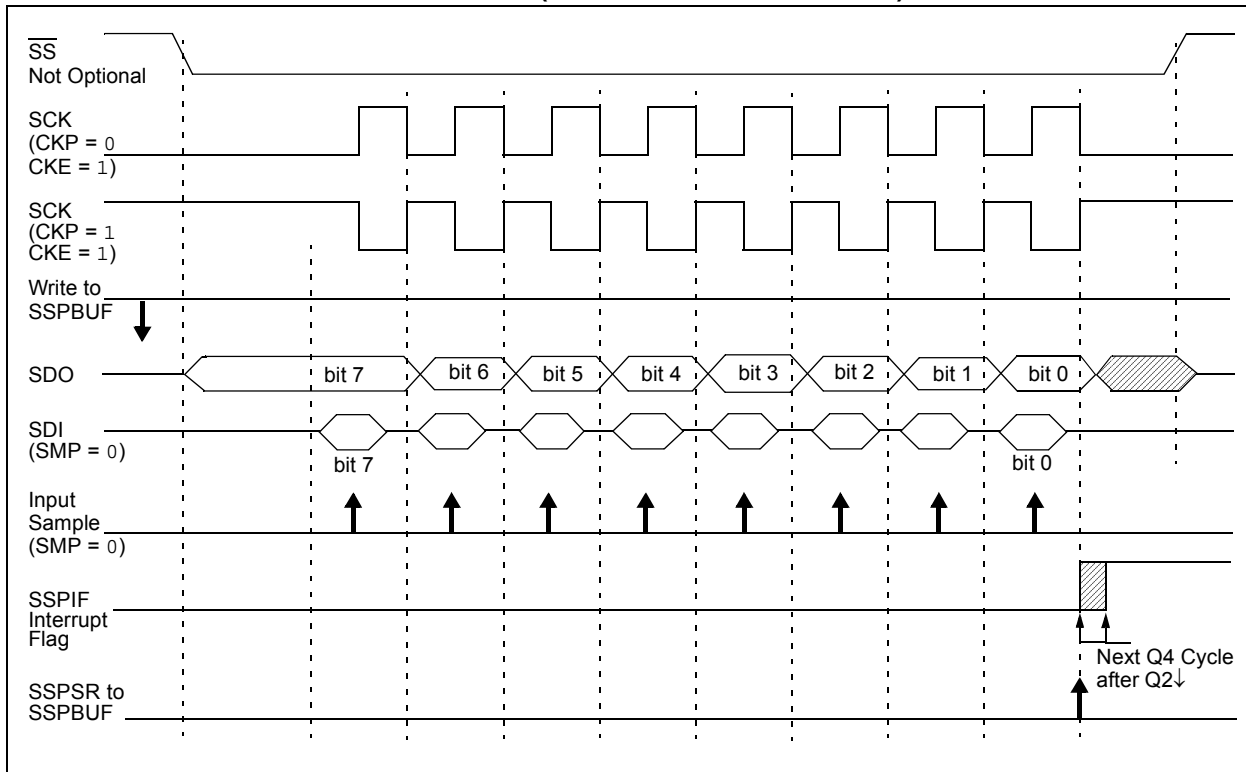 SS
Not Optional
SCK
(CKP = 0
CKE = 1)
SCK
(CKP = 1
CKE = 1)
Write to
SSPBUF
SDO
bit 7
bit 6
bit 5
bit 4
bit 3
bit 2
bit 1
bit 0
SDI
(SMP = 0)
bit 7
bit 0
Input
Sample
(SMP = 0)
SSPIF
Interrupt
Flag
Next Q4 Cycle
after Q2↓
SSPSR to
SSPBUF